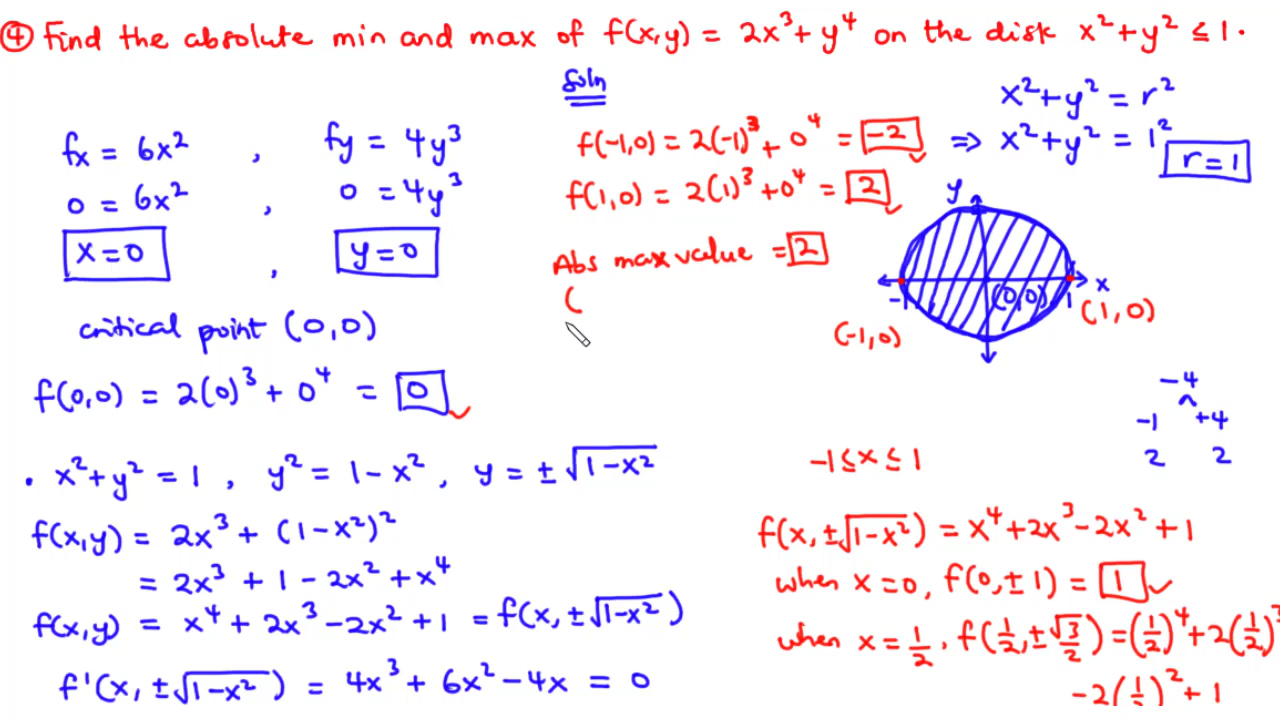 ④ Find the absolute min and max of f(x,y) = 2x³ + y⁴ on the disk x² + y² ≤ 1.
Soln
fx = 6x² , fy = 4y³
0 = 6x² , 0 = 4y³
x = 0 , y = 0
critical point (0,0)
f(0,0) = 2(0)³ + 0⁴ = 0
• x² + y² = 1 , y² = 1 - x² , y = ± √(1-x²)
f(x,y) = 2x³ + (1-x²)²
= 2x³ + 1 - 2x² + x⁴
f(x,y) = x⁴ + 2x³ - 2x² + 1 = f(x, ±√(1-x²))
f'(x, ±√(1-x²)) = 4x³ + 6x² - 4x = 0
f(-1,0) = 2(-1)³ + 0⁴ = -2
f(1,0) = 2(1)³ + 0⁴ = 2
Abs max value = 2
(
x² + y² = r²
⇒ x² + y² = 1²
r = 1
y
x
-1
(0,0)
1
(1,0)
(-1,0)
-4
-1 +4
2 2
-1 ≤ x ≤ 1
f(x, ±√(1-x²)) = x⁴ + 2x³ - 2x² + 1
when x = 0, f(0, ±1) = 1
when x = 1/2, f(1/2, ±√3/2) = (1/2)⁴ + 2(1/2)³
-2(1/2)² + 1